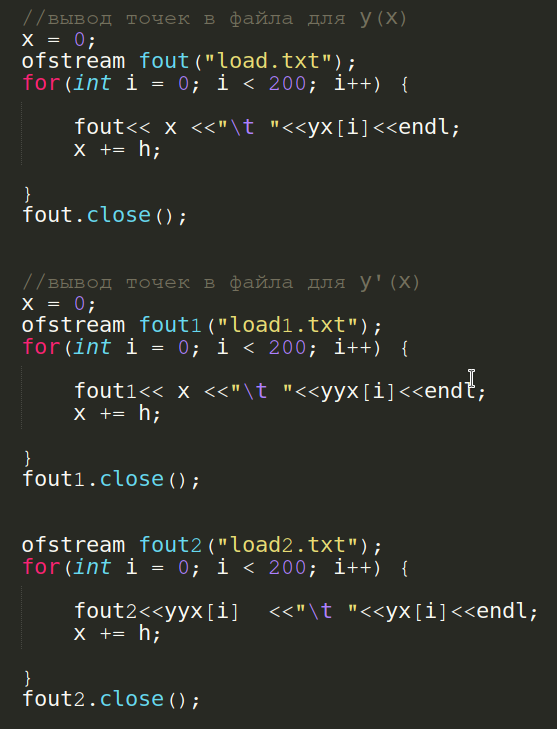 //вывод точек в файла для y(x)
x = 0;
ofstream fout("load.txt");
for(int i = 0; i < 200; i++) {
fout<< x <<"\t "<<yx[i]<<endl;
x += h;
}
fout.close();
//вывод точек в файла для y'(x)
x = 0;
ofstream fout1("load1.txt");
for(int i = 0; i < 200; i++) {
fout1<< x <<"\t "<<yyx[i]<<endl;
x += h;
}
fout1.close();
ofstream fout2("load2.txt");
for(int i = 0; i < 200; i++) {
fout2<<yyx[i]  <<"\t "<<yx[i]<<endl;
x += h;
}
fout2.close();